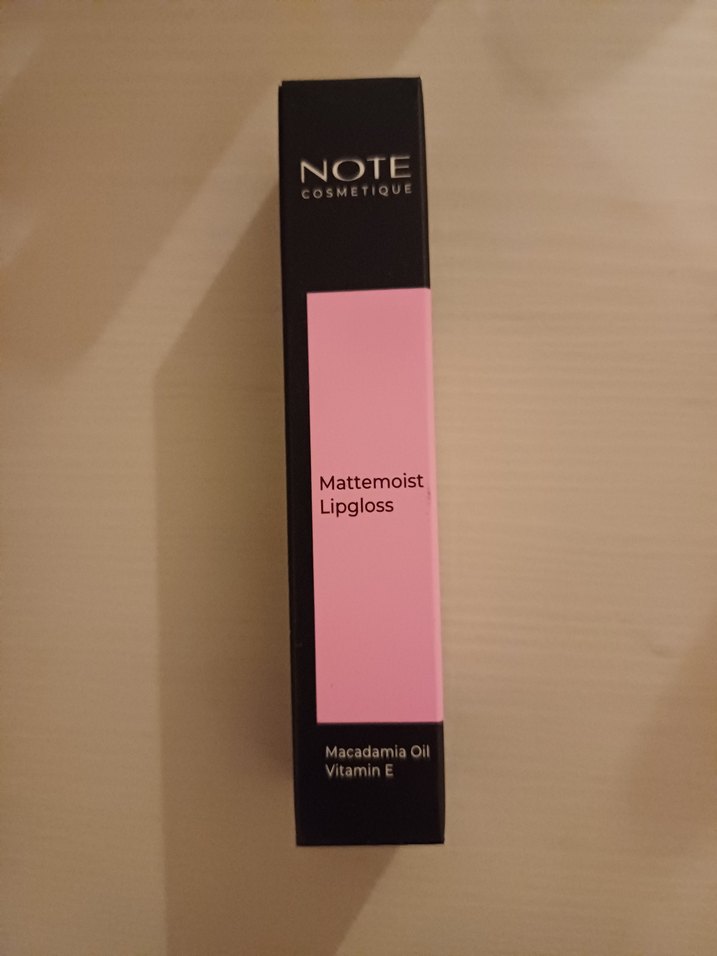 NOTE
COSMETIQUE
Mattemoist
Lipgloss
Macadamia Oil
Vitamin E